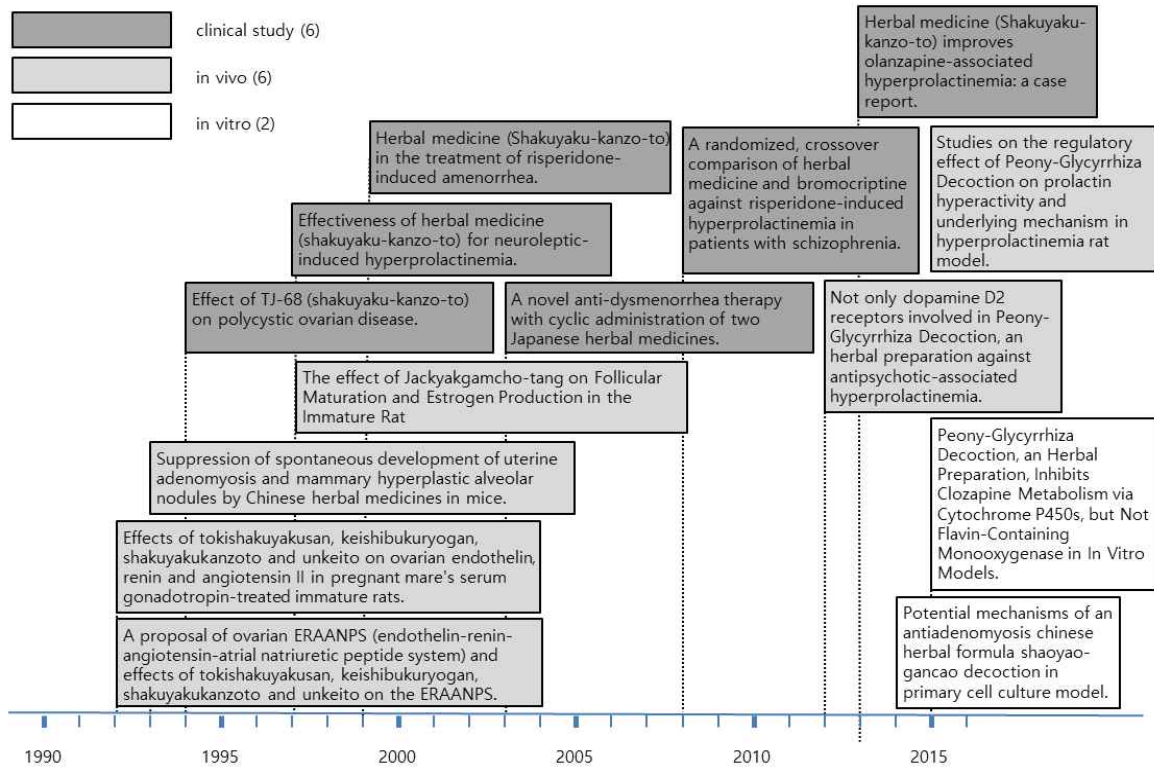 clinical study (6)
in vivo (6)
in vitro (2)
Herbal medicine (Shakuyaku-
kanzo-to) improves
olanzapine-associated
hyperprolactinemia: a case
report.
Herbal medicine (Shakuyaku-kanzo-to)
in the treatment of risperidone-
induced amenorrhea.
A randomized, crossover
comparison of herbal
medicine and bromocriptine
against risperidone-induced
hyperprolactinemia in
patients with schizophrenia.
Studies on the regulatory
effect of Peony-Glycyrrhiza
Decoction on prolactin
hyperactivity and
underlying mechanism in
hyperprolactinemia rat
model.
Effectiveness of herbal medicine
(shakuyaku-kanzo-to) for neuroleptic-
induced hyperprolactinemia.
Effect of TJ-68 (shakuyaku-kanzo-to)
on polycystic ovarian disease.
A novel anti-dysmenorrhea therapy
with cyclic administration of two
Japanese herbal medicines.
Not only dopamine D2
receptors involved in Peony-
Glycyrrhiza Decoction, an
herbal preparation against
antipsychotic-associated
hyperprolactinemia.
The effect of Jackyakgamcho-tang on Follicular
Maturation and Estrogen Production in the
Immature Rat
Peony-Glycyrrhiza
Decoction, an Herbal
Preparation, Inhibits
Clozapine Metabolism via
Cytochrome P450s, but Not
Flavin-Containing
Monooxygenase in In Vitro
Models.
Suppression of spontaneous development of uterine
adenomyosis and mammary hyperplastic alveolar
nodules by Chinese herbal medicines in mice.
Effects of tokishakuyakusan, keishibukuryogan,
shakuyakukanzoto and unkeito on ovarian endothelin,
renin and angiotensin II in pregnant mare's serum
gonadotropin-treated immature rats.
Potential mechanisms of an
antiadenomyosis chinese
herbal formula shaoyao-
gancao decoction in
primary cell culture model.
A proposal of ovarian ERAANPS (endothelin-renin-
angiotensin-atrial natriuretic peptide system) and
effects of tokishakuyakusan, keishibukuryogan,
shakuyakukanzoto and unkeito on the ERAANPS.
1990 1995 2000 2005 2010 2015